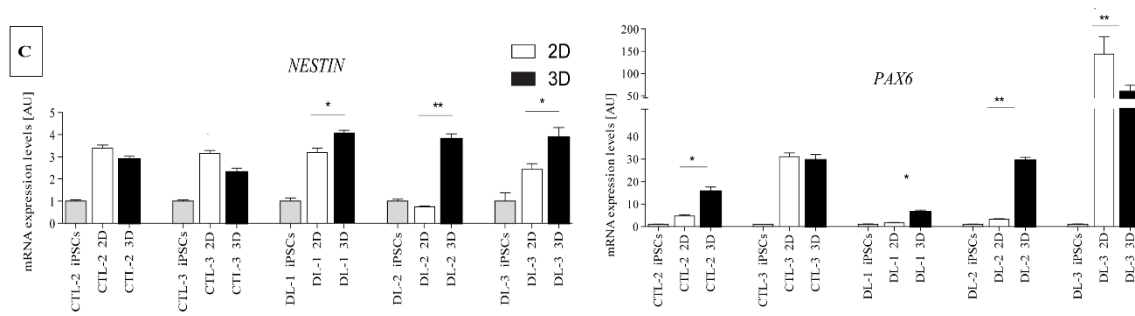 C
NESTIN
2D
3D
mRNA expression levels [AU]
5
4
3
2
1
0
*
**
*
CTL-2 iPSCs
CTL-2 2D
CTL-2 3D
CTL-3 iPSCs
CTL-3 2D
CTL-3 3D
DL-1 iPSCs
DL-1 2D
DL-1 3D
DL-2 iPSCs
DL-2 2D
DL-2 3D
DL-3 iPSCs
DL-3 2D
DL-3 3D
PAX6
mRNA expression levels [AU]
200
150
100
50
40
30
20
10
0
*
*
**
**
CTL-2 iPSCs
CTL-2 2D
CTL-2 3D
CTL-3 iPSCs
CTL-3 2D
CTL-3 3D
DL-1 iPSCs
DL-1 2D
DL-1 3D
DL-2 iPSCs
DL-2 2D
DL-2 3D
DL-3 iPSCs
DL-3 2D
DL-3 3D